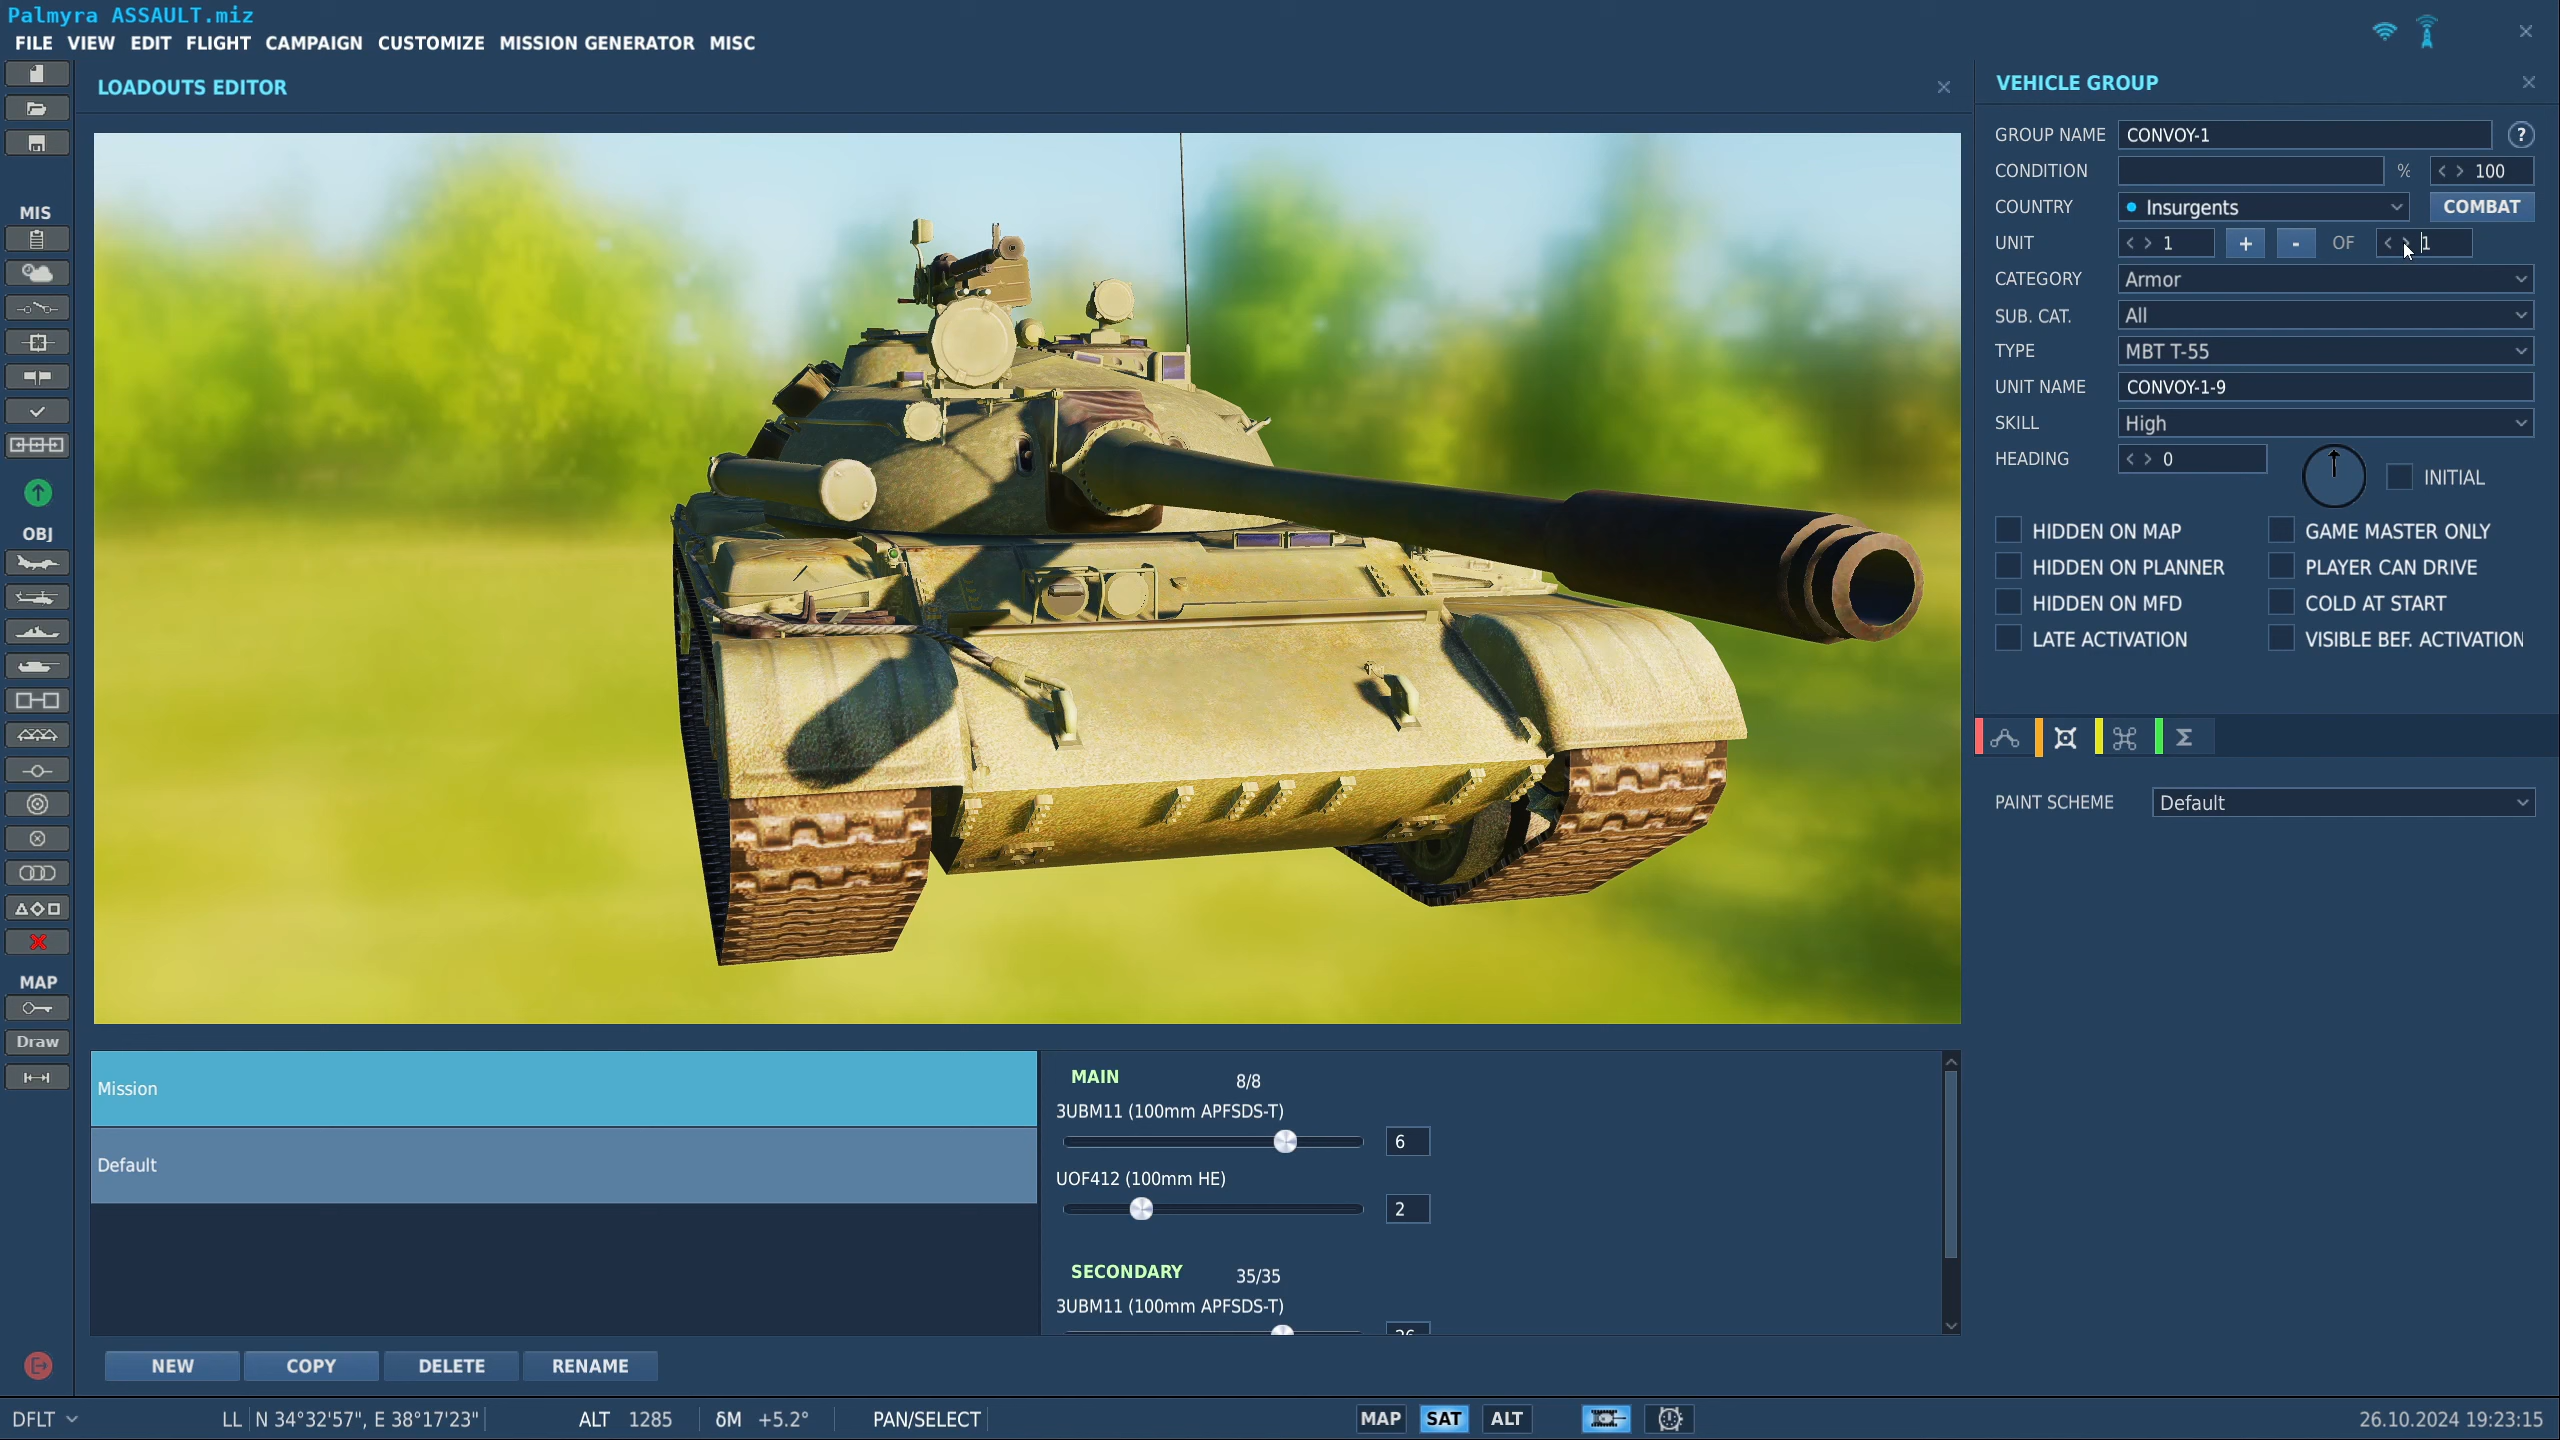 Palmyra ASSAULT.miz
FILE VIEW EDIT FLIGHT CAMPAIGN CUSTOMIZE MISSION GENERATOR MISC
LOADOUTS EDITOR
VEHICLE GROUP
GROUP NAME CONVOY-1 ?
CONDITION % < > 100
COUNTRY Insurgents COMBAT
UNIT < > 1 + - OF < > 1
CATEGORY Armor
SUB. CAT. All
TYPE MBT T-55
UNIT NAME CONVOY-1-9
SKILL High
HEADING < > 0
INITIAL
HIDDEN ON MAP GAME MASTER ONLY
HIDDEN ON PLANNER PLAYER CAN DRIVE
HIDDEN ON MFD COLD AT START
LATE ACTIVATION VISIBLE BEF. ACTIVATION
Σ
PAINT SCHEME Default
MIS
OBJ
MAP
Draw
Mission
Default
MAIN 8/8
3UBM11 (100mm APFSDS-T)
6
UOF412 (100mm HE)
2
SECONDARY 35/35
3UBM11 (100mm APFSDS-T)
NEW COPY DELETE RENAME
DFLT LL N 34°32'57", E 38°17'23" ALT 1285 δM +5.2° PAN/SELECT MAP SAT ALT 26.10.2024 19:23:15